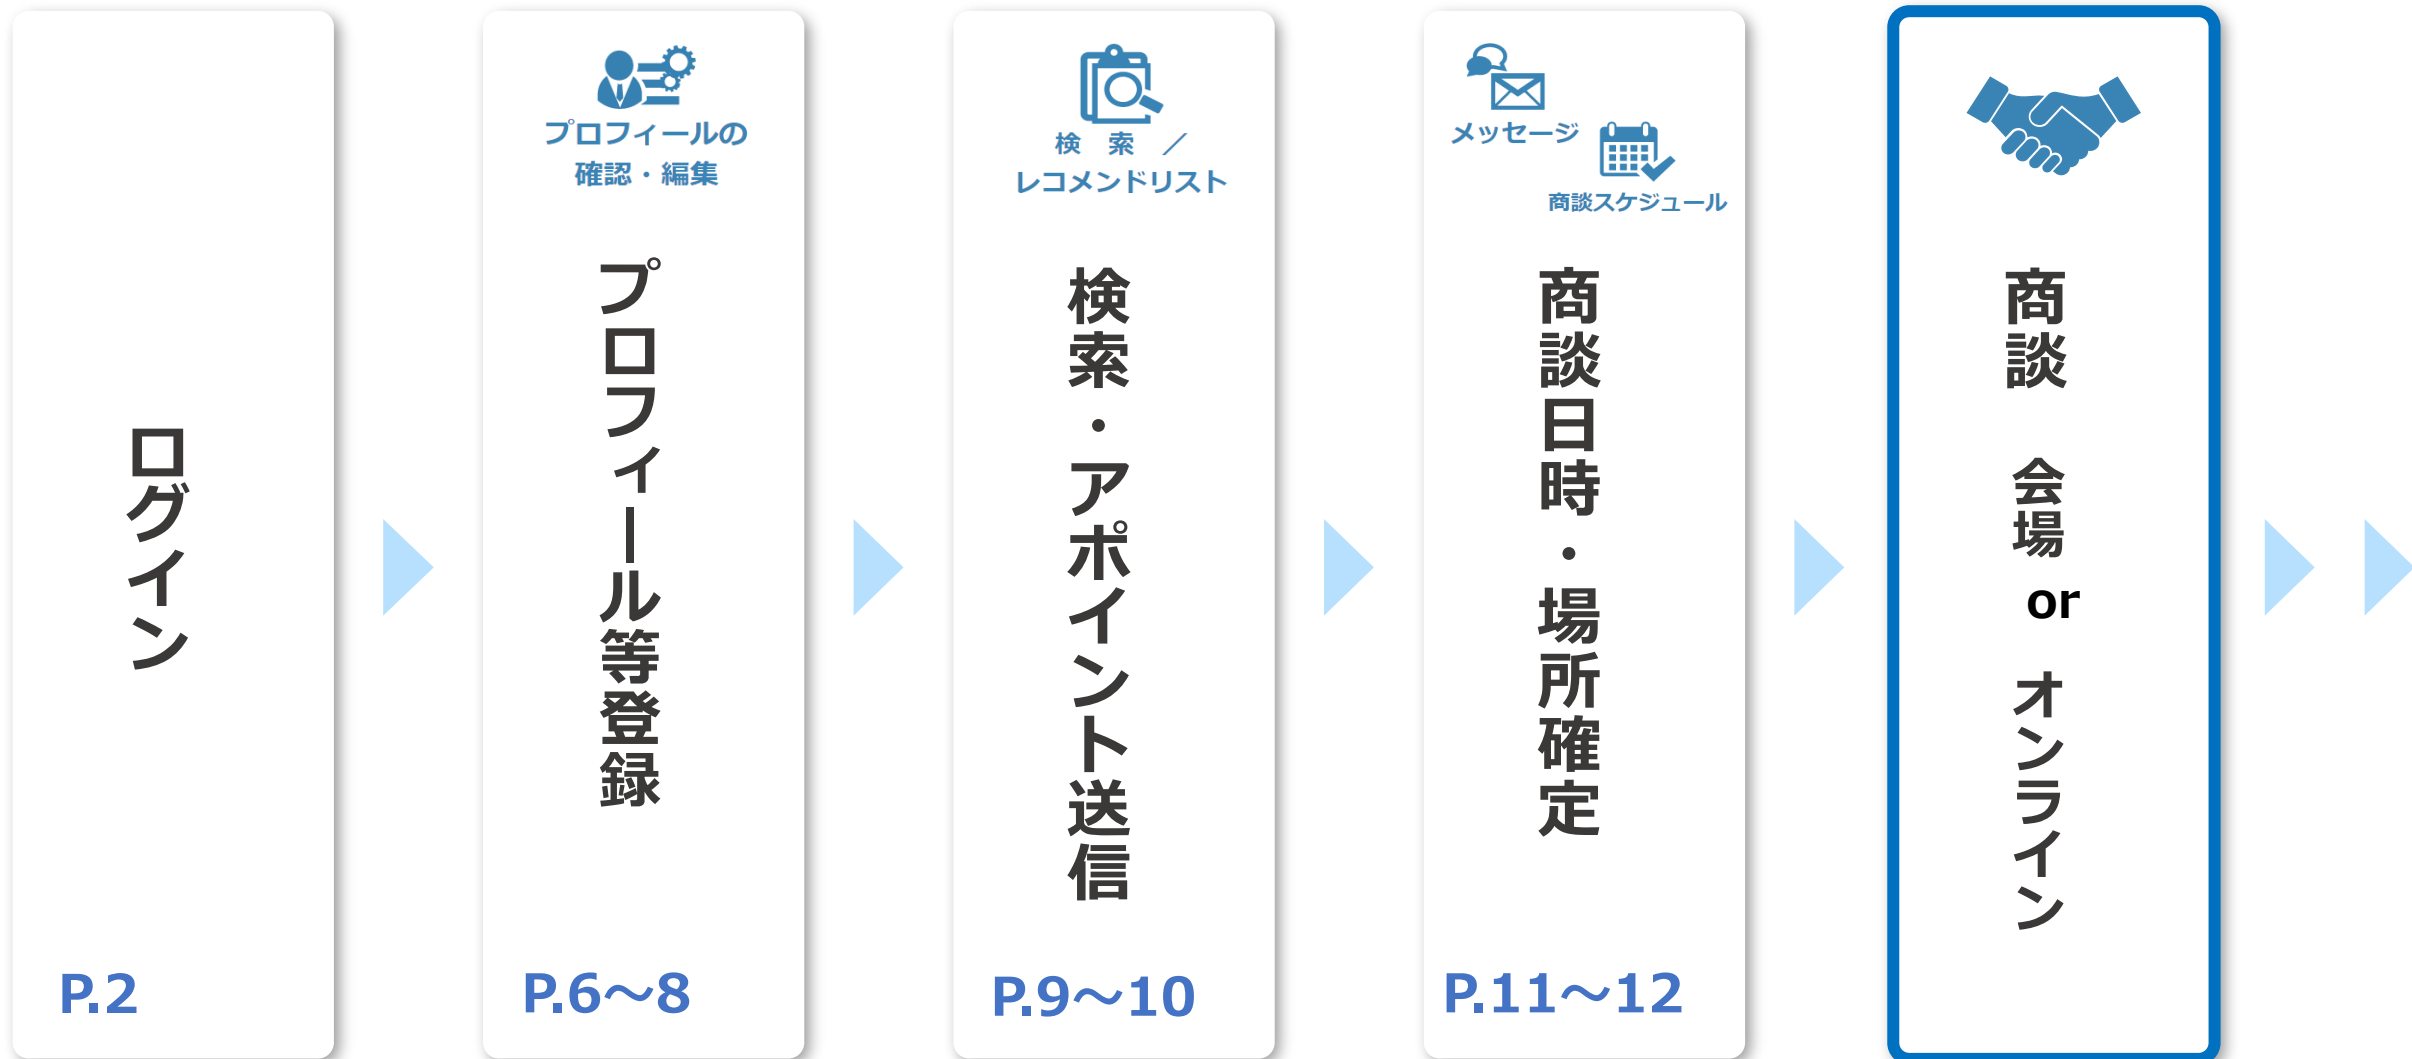 ログイン
P.2
プロフィールの
確認・編集
プロフィール等登録
P.6～8
検 索 ／
レコメンドリスト
検索・アポイント送信
P.9～10
メッセージ
商談スケジュール
商談日時・場所確定
P.11～12
商談 会場
or
オンライン